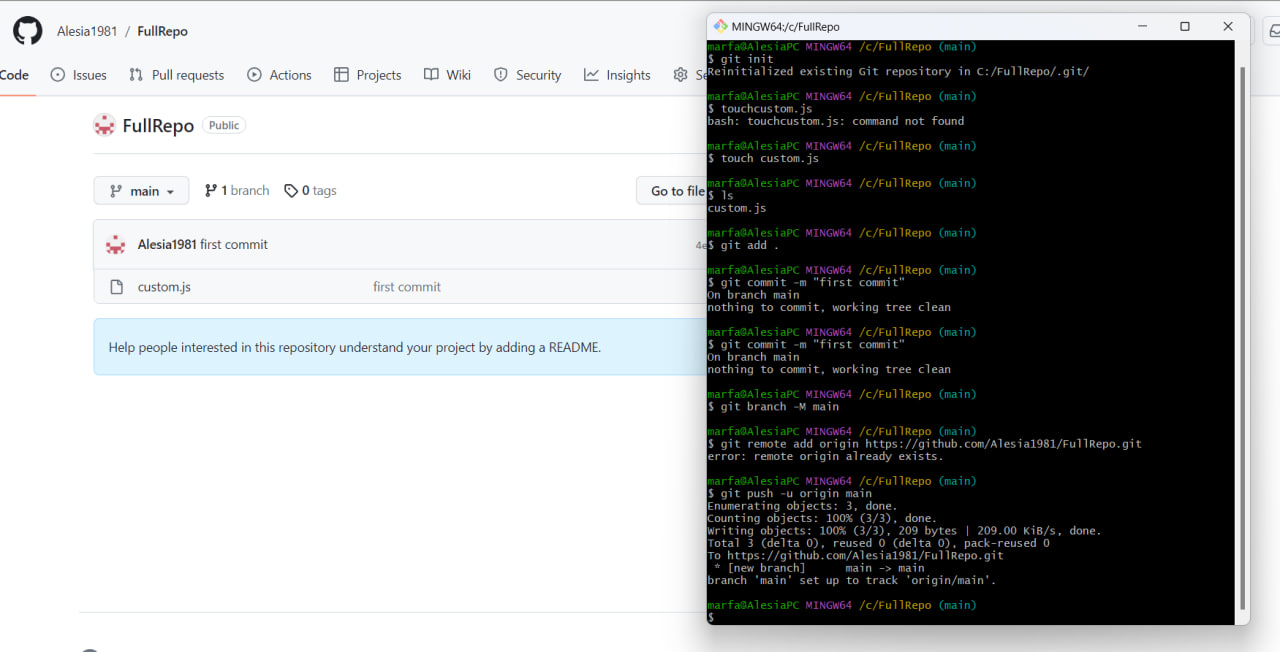 Alesia1981 / FullRepo
Code Issues Pull requests Actions Projects Wiki Security Insights
FullRepo Public
main 1 branch 0 tags Go to file
Alesia1981 first commit
custom.js first commit
Help people interested in this repository understand your project by adding a README.
MINGW64:/c/FullRepo
marfa@AlesiaPC MINGW64 /c/FullRepo (main)
$ git init
Reinitialized existing Git repository in C:/FullRepo/.git/
marfa@AlesiaPC MINGW64 /c/FullRepo (main)
$ touchcustom.js
bash: touchcustom.js: command not found
marfa@AlesiaPC MINGW64 /c/FullRepo (main)
$ touch custom.js
marfa@AlesiaPC MINGW64 /c/FullRepo (main)
$ ls
custom.js
marfa@AlesiaPC MINGW64 /c/FullRepo (main)
$ git add .
marfa@AlesiaPC MINGW64 /c/FullRepo (main)
$ git commit -m "first commit"
On branch main
nothing to commit, working tree clean
marfa@AlesiaPC MINGW64 /c/FullRepo (main)
$ git commit -m "first commit"
On branch main
nothing to commit, working tree clean
marfa@AlesiaPC MINGW64 /c/FullRepo (main)
$ git branch -M main
marfa@AlesiaPC MINGW64 /c/FullRepo (main)
$ git remote add origin https://github.com/Alesia1981/FullRepo.git
error: remote origin already exists.
marfa@AlesiaPC MINGW64 /c/FullRepo (main)
$ git push -u origin main
Enumerating objects: 3, done.
Counting objects: 100% (3/3), done.
Writing objects: 100% (3/3), 209 bytes | 209.00 KiB/s, done.
Total 3 (delta 0), reused 0 (delta 0), pack-reused 0
To https://github.com/Alesia1981/FullRepo.git
* [new branch] main -> main
branch 'main' set up to track 'origin/main'.
marfa@AlesiaPC MINGW64 /c/FullRepo (main)
$